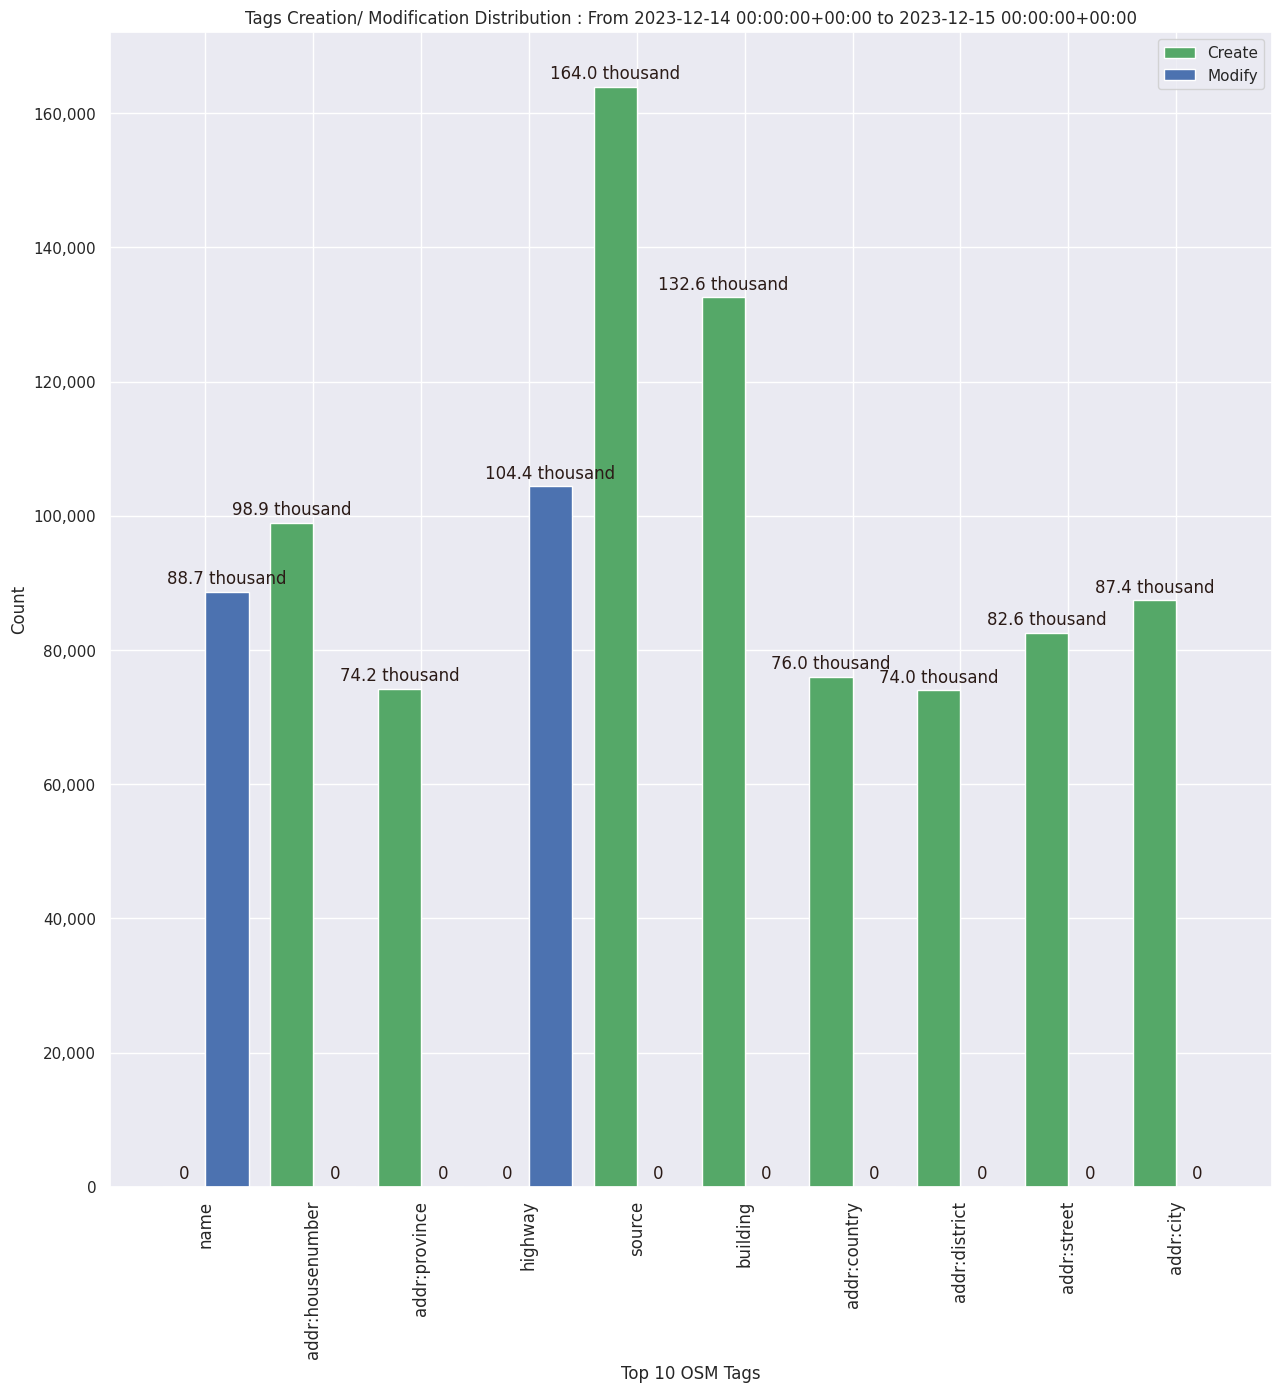 Tags Creation/ Modification Distribution : From 2023-12-14 00:00:00+00:00 to 2023-12-15 00:00:00+00:00
Create
Modify
164.0 thousand
132.6 thousand
104.4 thousand
98.9 thousand
88.7 thousand
87.4 thousand
82.6 thousand
76.0 thousand
74.0 thousand
74.2 thousand
0
0
0
0
0
0
0
0
0
0
160,000
140,000
120,000
100,000
80,000
60,000
40,000
20,000
0
Count
name
addr:housenumber
addr:province
highway
source
building
addr:country
addr:district
addr:street
addr:city
Top 10 OSM Tags